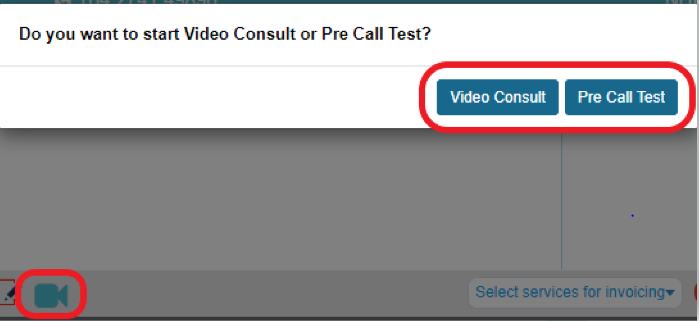 Do you want to start Video Consult or Pre Call Test?
Video Consult Pre Call Test
Select services for invoicing